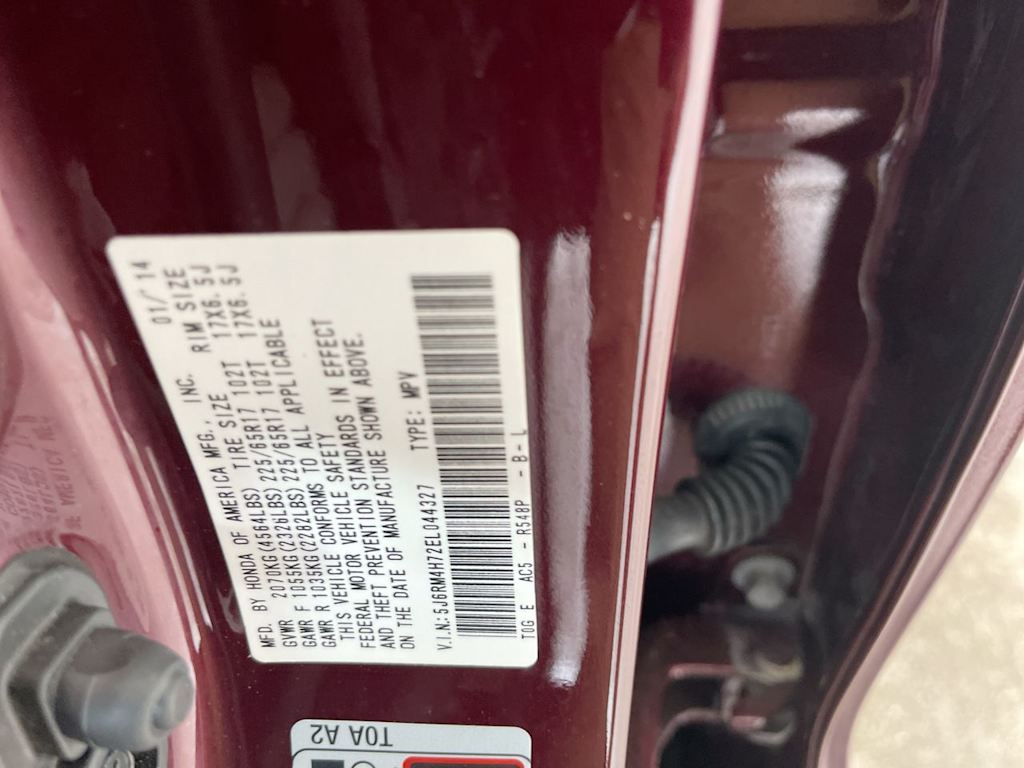 MFD. BY HONDA OF AMERICA MFG., INC. 01/'14
2070KG(4564LBS) TIRE SIZE RIM SIZE
GVWR
GAWR F 1055KG(2326LBS) 225/65R17 102T 17X6.5J
GAWR R 1035KG(2282LBS) 225/65R17 102T 17X6.5J
THIS VEHICLE CONFORMS TO ALL APPLICABLE
FEDERAL MOTOR VEHICLE SAFETY
AND THEFT PREVENTION STANDARDS IN EFFECT
ON THE DATE OF MANUFACTURE SHOWN ABOVE.
V.I.N.:5J6RM4H72EL044327 TYPE: MPV
T0G E AC5 - R548P - B- L
T0A A2